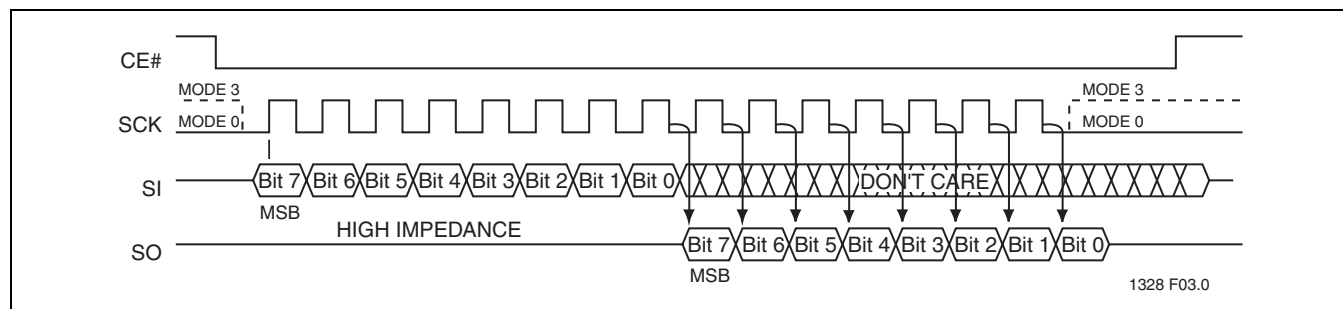 CE#
MODE 3 MODE 3
SCK MODE 0 MODE 0
SI Bit 7 Bit 6 Bit 5 Bit 4 Bit 3 Bit 2 Bit 1 Bit 0 DON'T CARE
MSB
HIGH IMPEDANCE
SO Bit 7 Bit 6 Bit 5 Bit 4 Bit 3 Bit 2 Bit 1 Bit 0
MSB
1328 F03.0